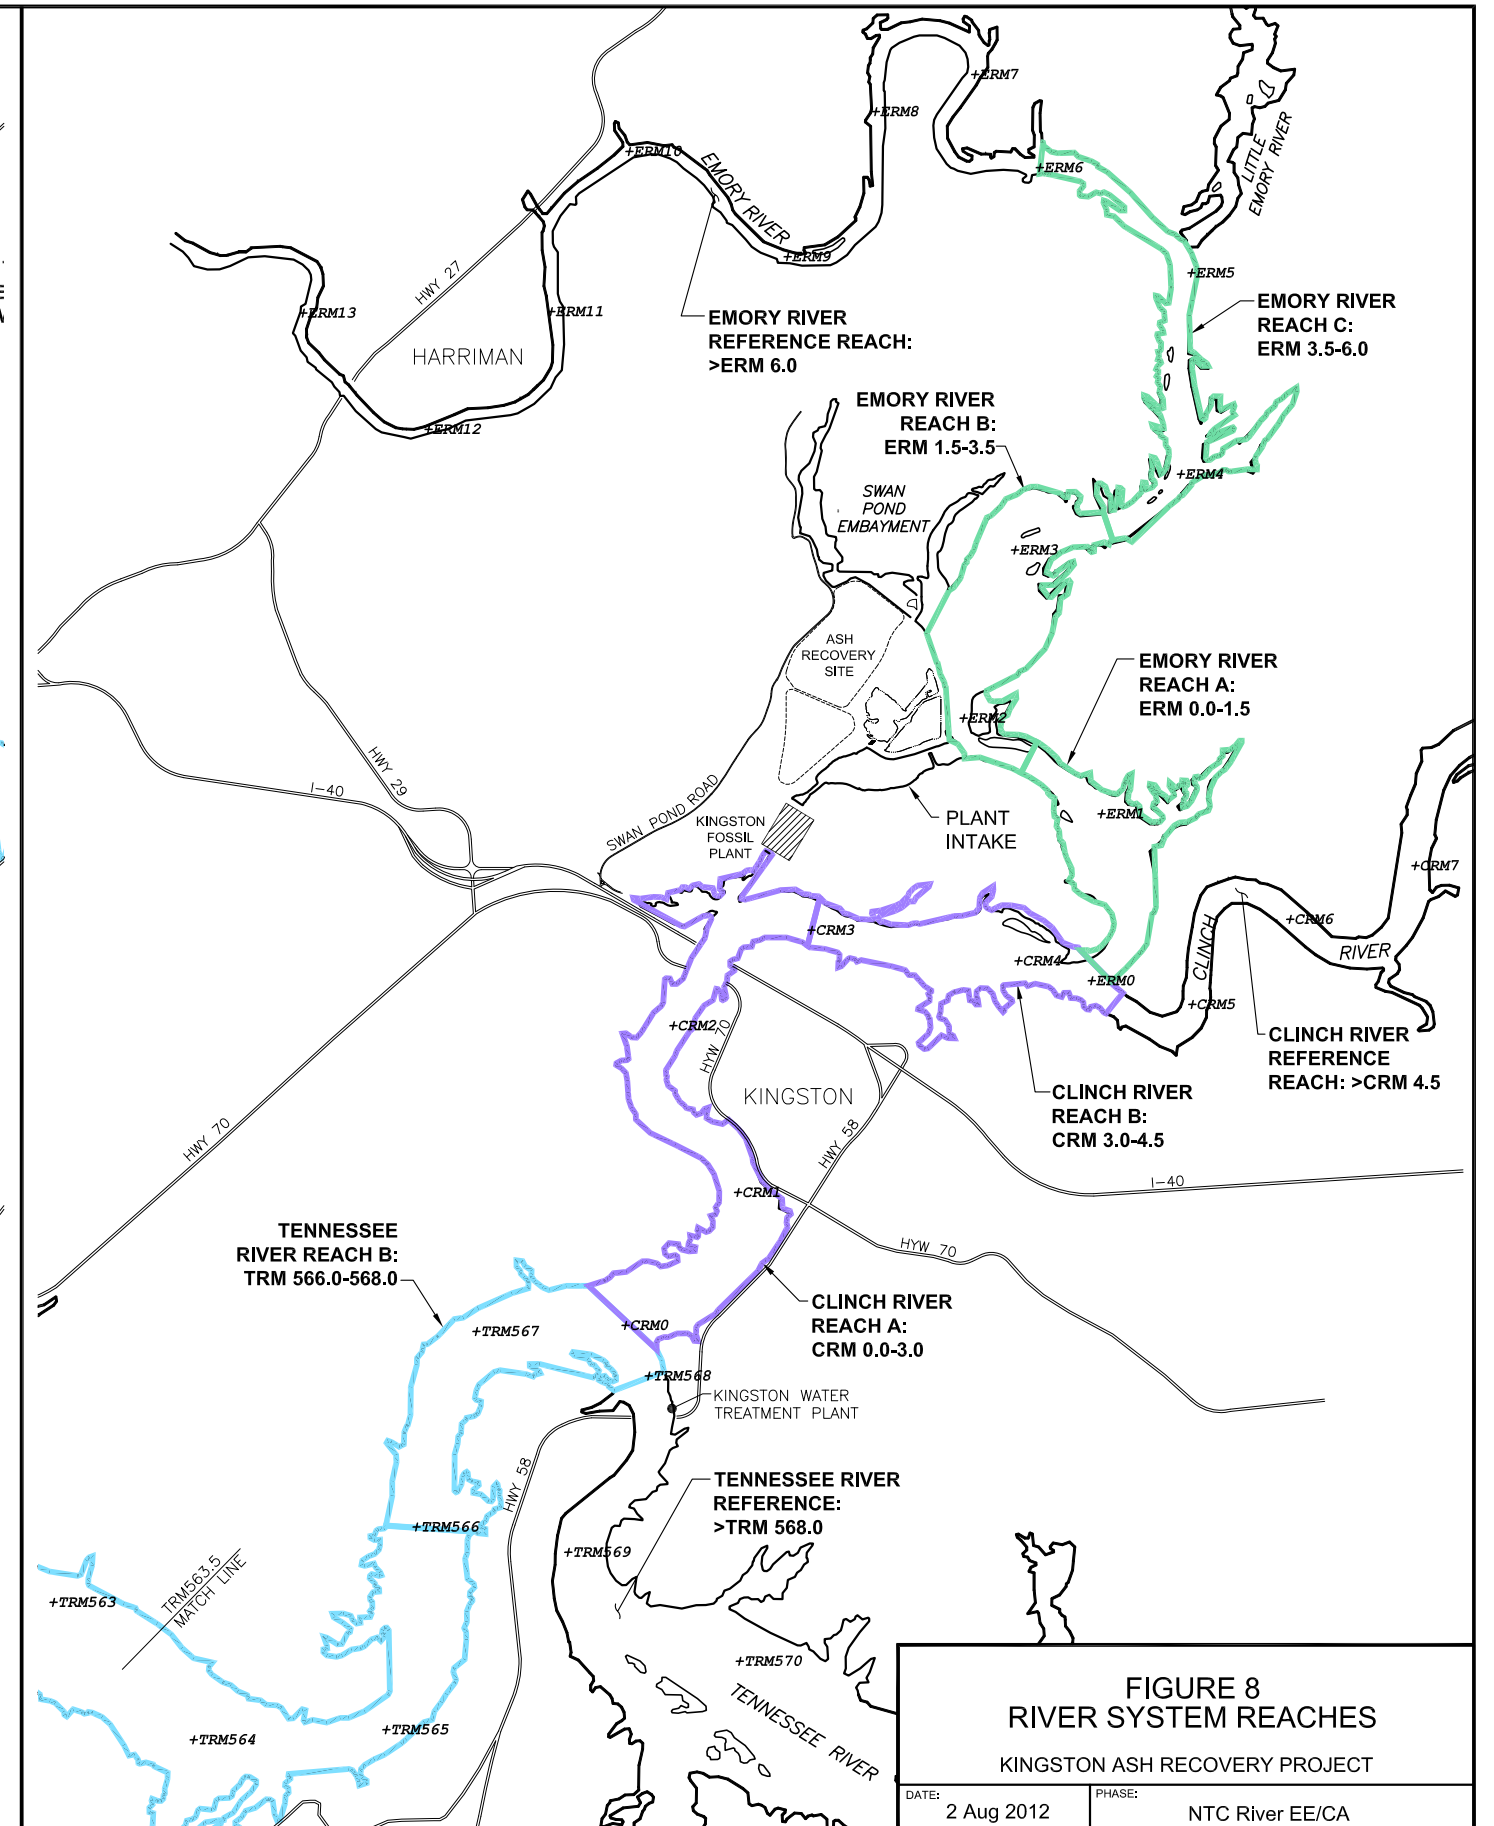 +ERM7
+ERM8
+ERM10
+ERM6
EMORY RIVER
LITTLE
EMORY RIVER
+ERM9
+ERM5
HWY 27
+ERM13
+ERM11
HARRIMAN
EMORY RIVER
REFERENCE REACH:
>ERM 6.0
EMORY RIVER
REACH C:
ERM 3.5-6.0
+ERM12
EMORY RIVER
REACH B:
ERM 1.5-3.5
+ERM4
SWAN
POND
EMBAYMENT
+ERM3
ASH
RECOVERY
SITE
EMORY RIVER
REACH A:
ERM 0.0-1.5
+ERM2
HWY 29
I-40
SWAN POND ROAD
KINGSTON
FOSSIL
PLANT
PLANT
INTAKE
+ERM1
+CRM7
+CRM3
+CRM6
CLINCH
RIVER
+CRM4
+ERM0
+CRM5
+CRM2
HYW 70
CLINCH RIVER
REFERENCE
REACH: >CRM 4.5
KINGSTON
CLINCH RIVER
REACH B:
CRM 3.0-4.5
HWY 70
HWY 58
I-40
+CRM1
TENNESSEE
RIVER REACH B:
TRM 566.0-568.0
HYW 70
CLINCH RIVER
REACH A:
CRM 0.0-3.0
+TRM567
+CRM0
+TRM568
KINGSTON WATER
TREATMENT PLANT
HWY 58
TENNESSEE RIVER
REFERENCE:
>TRM 568.0
+TRM566
+TRM569
TRM563.5
MATCH LINE
+TRM563
+TRM570
TENNESSEE RIVER
+TRM564
+TRM565
FIGURE 8
RIVER SYSTEM REACHES
KINGSTON ASH RECOVERY PROJECT
DATE:
2 Aug 2012
PHASE:
NTC River EE/CA